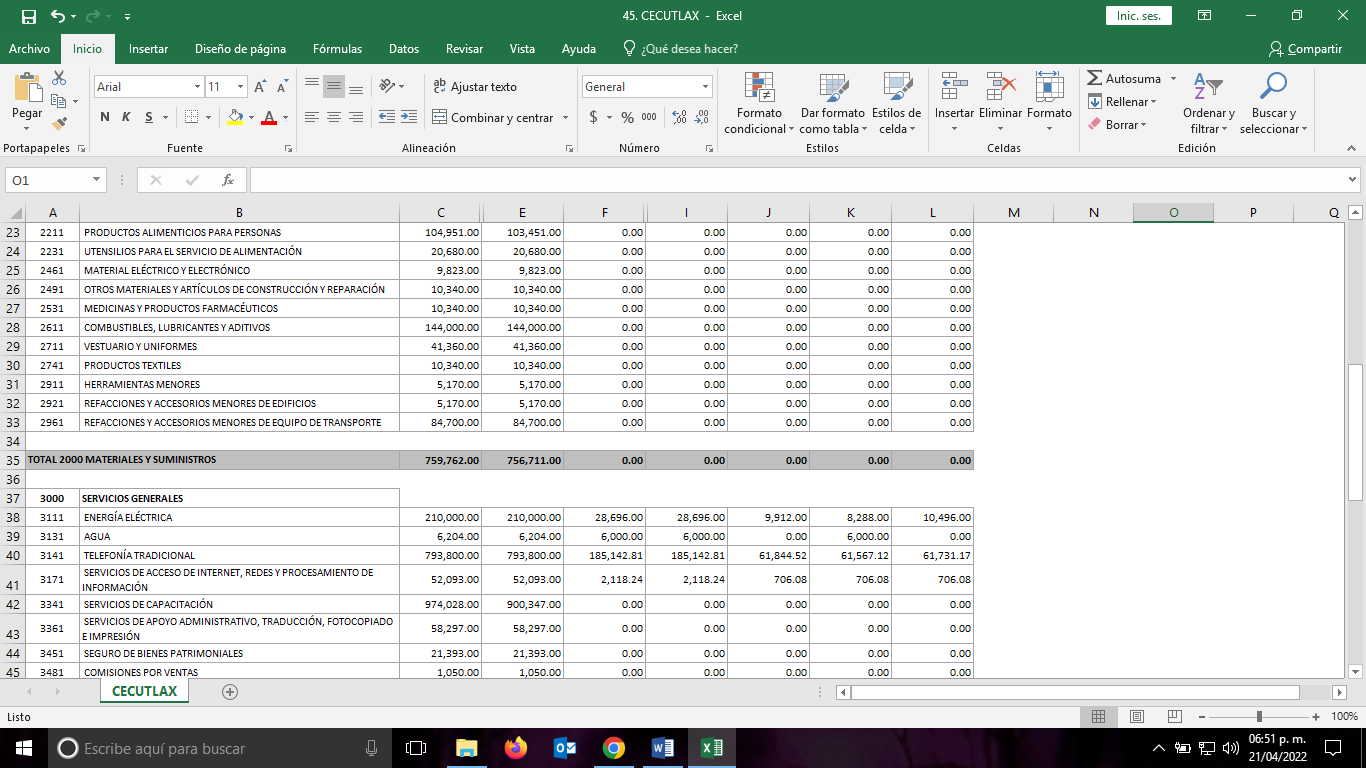 45. CECUTLAX - Excel
Inic. ses.
Archivo Inicio Insertar Diseño de página Fórmulas Datos Revisar Vista Ayuda ¿Qué desea hacer? Compartir
Pegar
Arial 11 A A
N K S A
ab Ajustar texto
Combinar y centrar
General
$ % 000
Formato condicional
Dar formato como tabla
Estilos de celda
Insertar Eliminar Formato
Autosuma
Rellenar
Borrar
Ordenar y filtrar
Buscar y seleccionar
Portapapeles Fuente Alineación Número Estilos Celdas Edición
O1 fx
A B C E F I J K L M N O P Q
23 2211 PRODUCTOS ALIMENTICIOS PARA PERSONAS 104,951.00 103,451.00 0.00 0.00 0.00 0.00 0.00
24 2231 UTENSILIOS PARA EL SERVICIO DE ALIMENTACIÓN 20,680.00 20,680.00 0.00 0.00 0.00 0.00 0.00
25 2461 MATERIAL ELÉCTRICO Y ELECTRÓNICO 9,823.00 9,823.00 0.00 0.00 0.00 0.00 0.00
26 2491 OTROS MATERIALES Y ARTÍCULOS DE CONSTRUCCIÓN Y REPARACIÓN 10,340.00 10,340.00 0.00 0.00 0.00 0.00 0.00
27 2531 MEDICINAS Y PRODUCTOS FARMACÉUTICOS 10,340.00 10,340.00 0.00 0.00 0.00 0.00 0.00
28 2611 COMBUSTIBLES, LUBRICANTES Y ADITIVOS 144,000.00 144,000.00 0.00 0.00 0.00 0.00 0.00
29 2711 VESTUARIO Y UNIFORMES 41,360.00 41,360.00 0.00 0.00 0.00 0.00 0.00
30 2741 PRODUCTOS TEXTILES 10,340.00 10,340.00 0.00 0.00 0.00 0.00 0.00
31 2911 HERRAMIENTAS MENORES 5,170.00 5,170.00 0.00 0.00 0.00 0.00 0.00
32 2921 REFACCIONES Y ACCESORIOS MENORES DE EDIFICIOS 5,170.00 5,170.00 0.00 0.00 0.00 0.00 0.00
33 2961 REFACCIONES Y ACCESORIOS MENORES DE EQUIPO DE TRANSPORTE 84,700.00 84,700.00 0.00 0.00 0.00 0.00 0.00
34
35 TOTAL 2000 MATERIALES Y SUMINISTROS 759,762.00 756,711.00 0.00 0.00 0.00 0.00 0.00
36
37 3000 SERVICIOS GENERALES
38 3111 ENERGÍA ELÉCTRICA 210,000.00 210,000.00 28,696.00 28,696.00 9,912.00 8,288.00 10,496.00
39 3131 AGUA 6,204.00 6,204.00 6,000.00 6,000.00 0.00 6,000.00 0.00
40 3141 TELEFONÍA TRADICIONAL 793,800.00 793,800.00 185,142.81 185,142.81 61,844.52 61,567.12 61,731.17
41 3171 SERVICIOS DE ACCESO DE INTERNET, REDES Y PROCESAMIENTO DE
INFORMACIÓN 52,093.00 52,093.00 2,118.24 2,118.24 706.08 706.08 706.08
42 3341 SERVICIOS DE CAPACITACIÓN 974,028.00 900,347.00 0.00 0.00 0.00 0.00 0.00
43 3361 SERVICIOS DE APOYO ADMINISTRATIVO, TRADUCCIÓN, FOTOCOPIADO
E IMPRESIÓN 58,297.00 58,297.00 0.00 0.00 0.00 0.00 0.00
44 3451 SEGURO DE BIENES PATRIMONIALES 21,393.00 21,393.00 0.00 0.00 0.00 0.00 0.00
45 3481 COMISIONES POR VENTAS 1,050.00 1,050.00 0.00 0.00 0.00 0.00 0.00
CECUTLAX
Listo 100%
Escribe aquí para buscar
06:51 p. m.
21/04/2022